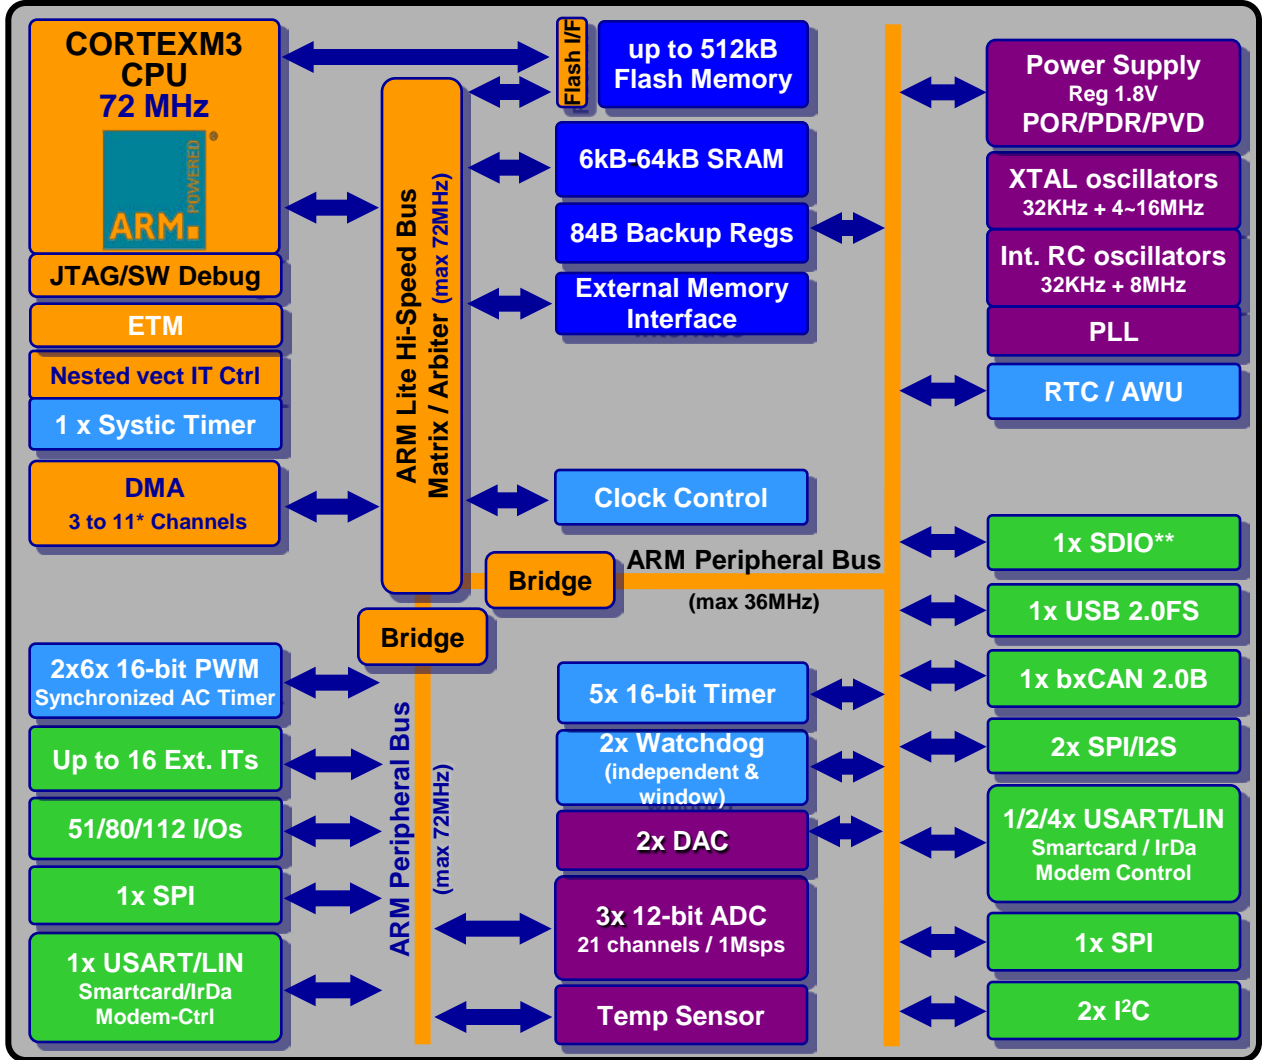 CORTEXM3
CPU
72 MHz
ARM
POWERED
®
JTAG/SW Debug
ETM
Nested vect IT Ctrl
1 x Systic Timer
DMA
3 to 11* Channels
ARM Lite Hi-Speed Bus
Matrix / Arbiter (max 72MHz)
Flash I/F
up to 512kB
Flash Memory
6kB-64kB SRAM
84B Backup Regs
External Memory
Interface
Clock Control
Power Supply
Reg 1.8V
POR/PDR/PVD
XTAL oscillators
32KHz + 4~16MHz
Int. RC oscillators
32KHz + 8MHz
PLL
RTC / AWU
Bridge
ARM Peripheral Bus
(max 36MHz)
Bridge
ARM Peripheral Bus
(max 72MHz)
2x6x 16-bit PWM
Synchronized AC Timer
Up to 16 Ext. ITs
51/80/112 I/Os
1x SPI
1x USART/LIN
Smartcard/IrDa
Modem-Ctrl
5x 16-bit Timer
2x Watchdog
(independent &
window)
2x DAC
3x 12-bit ADC
21 channels / 1Msps
Temp Sensor
1x SDIO**
1x USB 2.0FS
1x bxCAN 2.0B
2x SPI/I2S
1/2/4x USART/LIN
Smartcard / IrDa
Modem Control
1x SPI
2x I²C